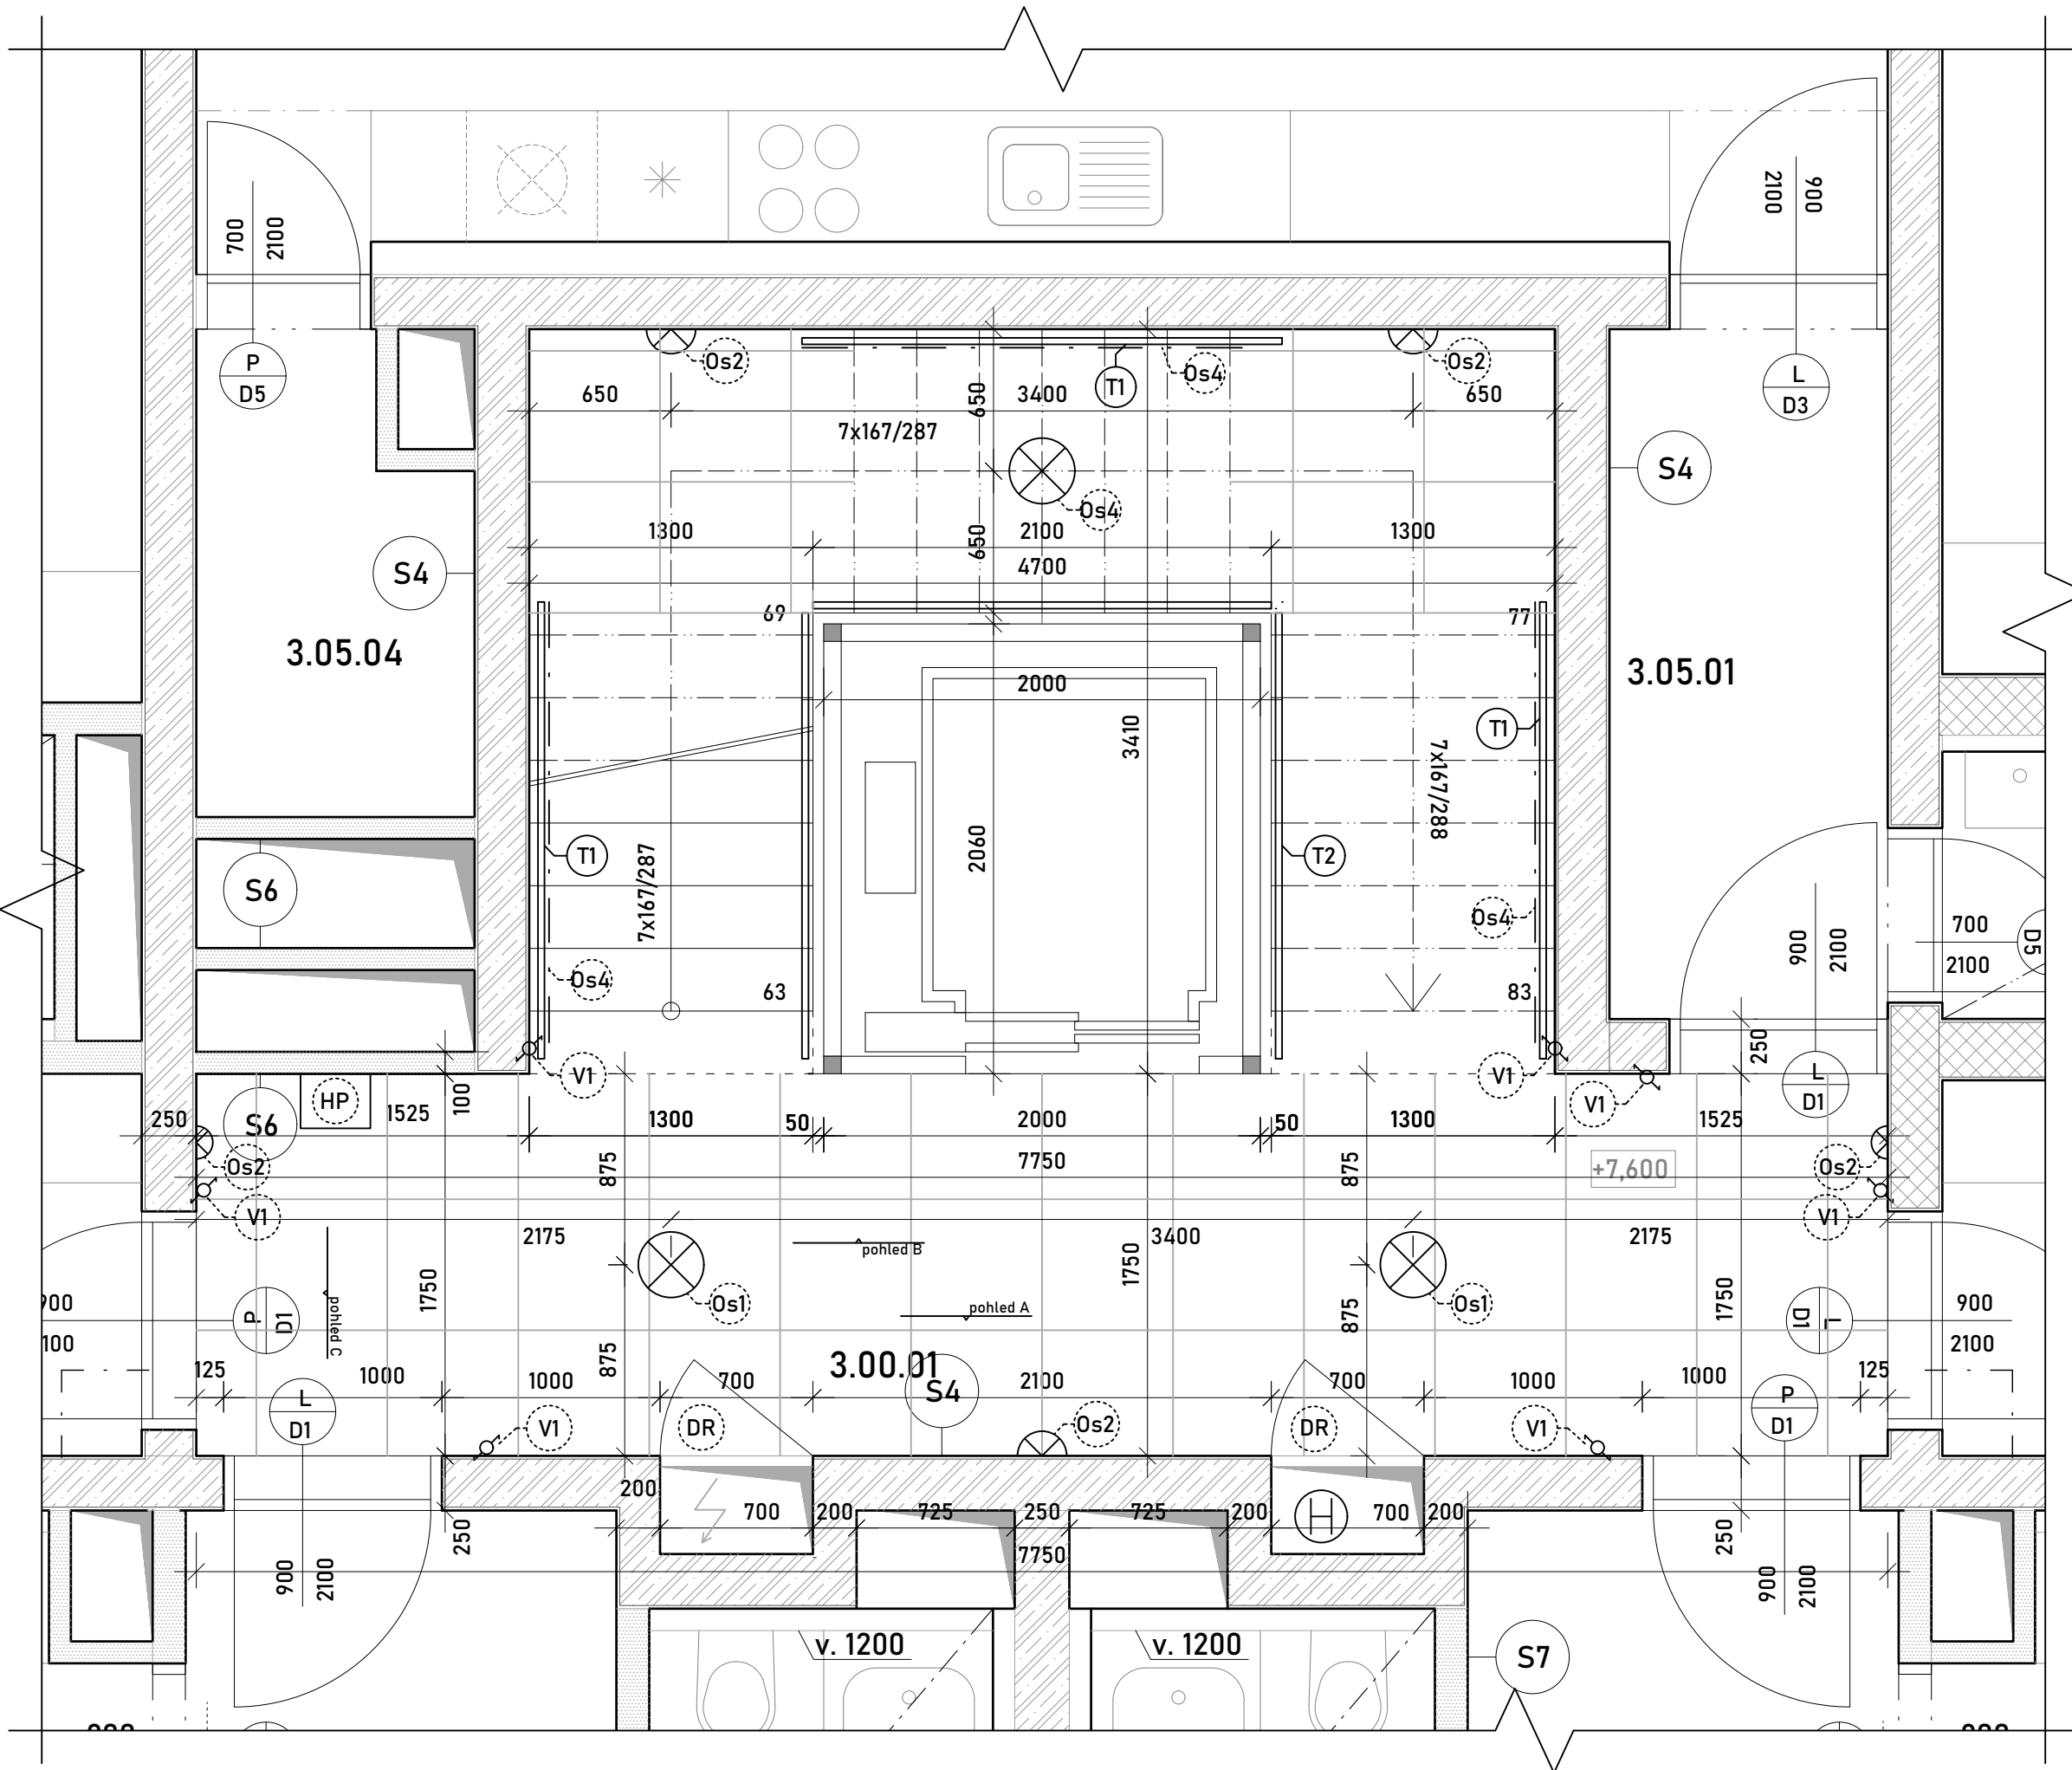 700
2100
2100
900
P
D5
Os2
T1
Os4
Os2
L
D3
650
650
3400
650
7x167/287
S4
Os4
1300
650
2100
1300
4700
S4
69
77
3.05.04
3.05.01
2000
T1
3410
7x167/288
T1
7x167/287
2060
T2
S6
Os4
700
2100
D5
900
2100
Os4
63
83
250
V1
V1
V1
L
D1
HP
100
250
S6
1525
1300
50
2000
50
1300
1525
Os2
875
7750
875
+7,600
Os2
V1
V1
2175
pohled B
3400
2175
1750
1750
1750
900
100
P
D1
pohled C
Os1
pohled A
875
Os1
875
L
D1
900
2100
125
1000
1000
700
3.00.01
S4
2100
700
1000
1000
125
L
D1
V1
DR
Os2
DR
V1
P
D1
200
700
200
725
250
725
200
H
700
200
250
7750
250
900
2100
900
2100
v. 1200
v. 1200
S7